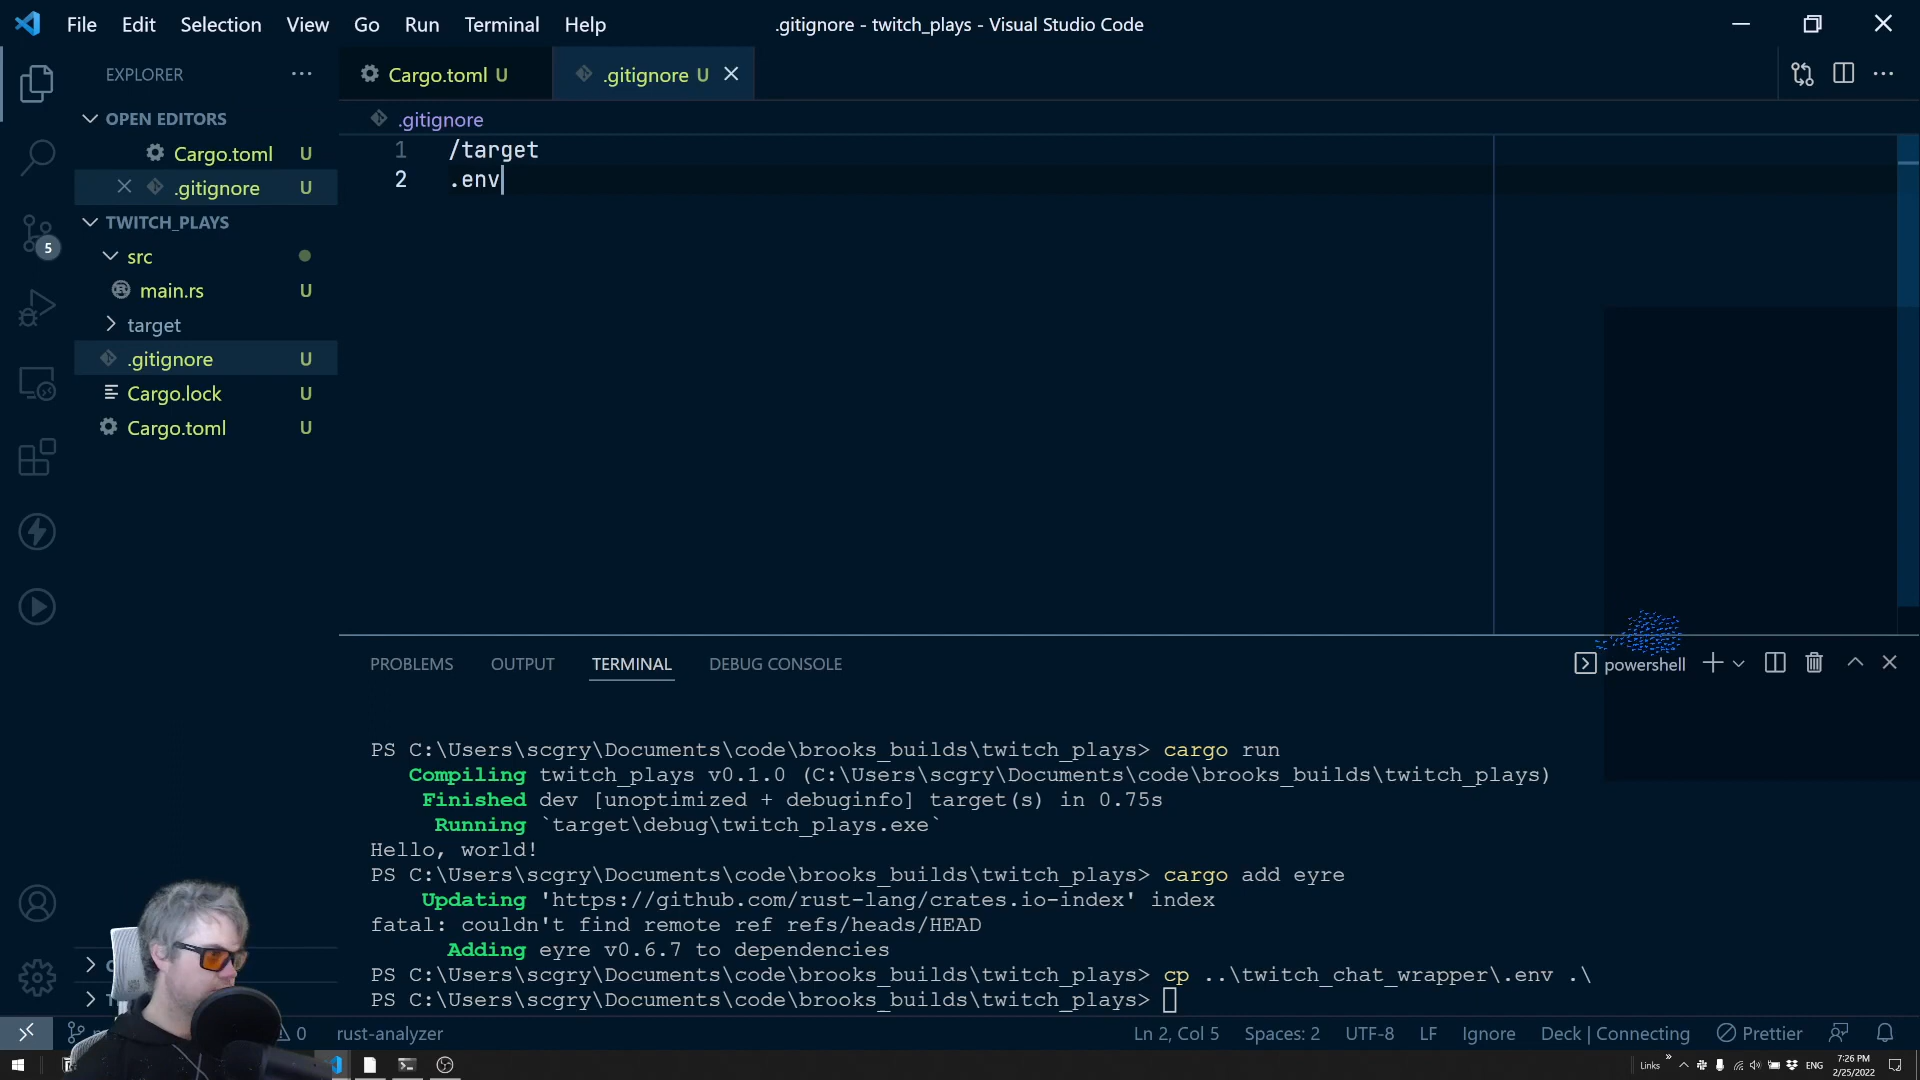 File Edit Selection View Go Run Terminal Help .gitignore - twitch_plays - Visual Studio Code
EXPLORER
Cargo.toml U
.gitignore U
OPEN EDITORS
Cargo.toml U
.gitignore U
TWITCH_PLAYS
src
main.rs U
target
.gitignore U
Cargo.lock U
Cargo.toml U
5
.gitignore
1 /target
2 .env
PROBLEMS OUTPUT TERMINAL DEBUG CONSOLE powershell
PS C:\Users\scgry\Documents\code\brooks_builds\twitch_plays> cargo run
Compiling twitch_plays v0.1.0 (C:\Users\scgry\Documents\code\brooks_builds\twitch_plays)
Finished dev [unoptimized + debuginfo] target(s) in 0.75s
Running `target\debug\twitch_plays.exe`
Hello, world!
PS C:\Users\scgry\Documents\code\brooks_builds\twitch_plays> cargo add eyre
Updating 'https://github.com/rust-lang/crates.io-index' index
fatal: couldn't find remote ref refs/heads/HEAD
Adding eyre v0.6.7 to dependencies
PS C:\Users\scgry\Documents\code\brooks_builds\twitch_plays> cp ..\twitch_chat_wrapper\.env .\
PS C:\Users\scgry\Documents\code\brooks_builds\twitch_plays>
0 rust-analyzer Ln 2, Col 5 Spaces: 2 UTF-8 LF Ignore Deck | Connecting Prettier
Links ENG 7:26 PM
2/25/2022